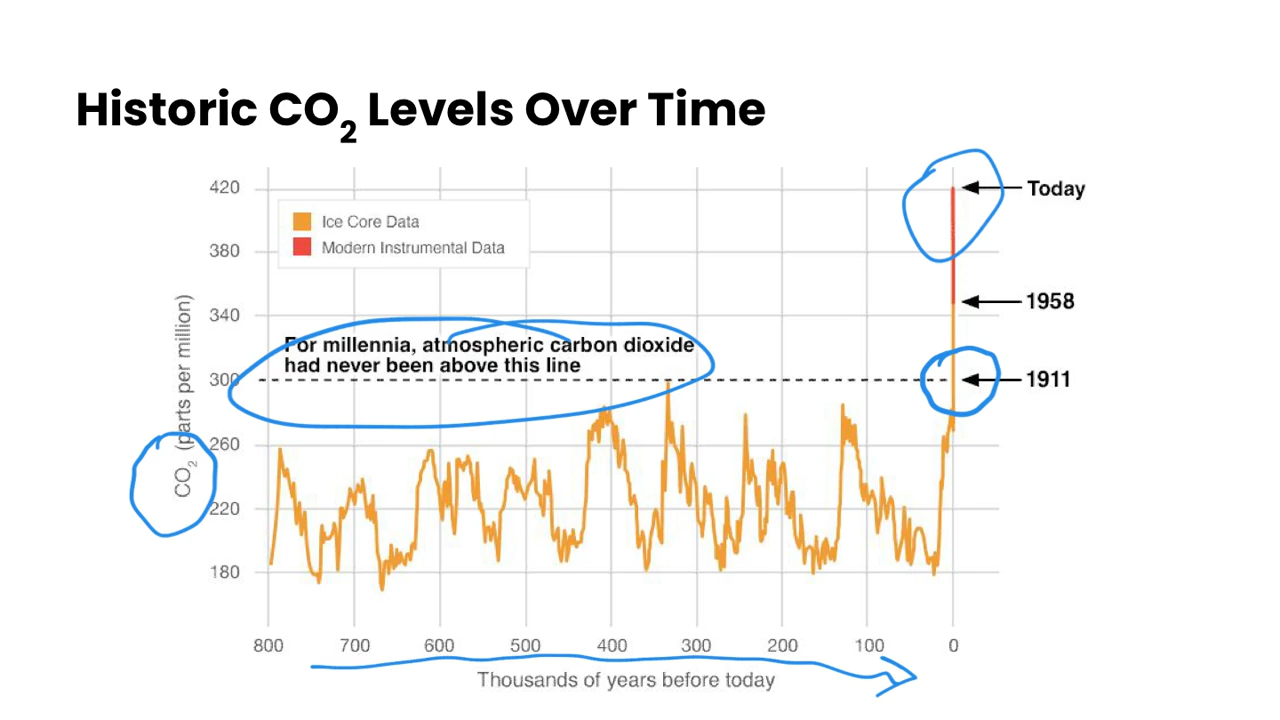 Historic CO₂ Levels Over Time
420
380
340
300
260
220
180
CO₂ (parts per million)
Ice Core Data
Modern Instrumental Data
For millennia, atmospheric carbon dioxide
had never been above this line
Today
1958
1911
800 700 600 500 400 300 200 100 0
Thousands of years before today